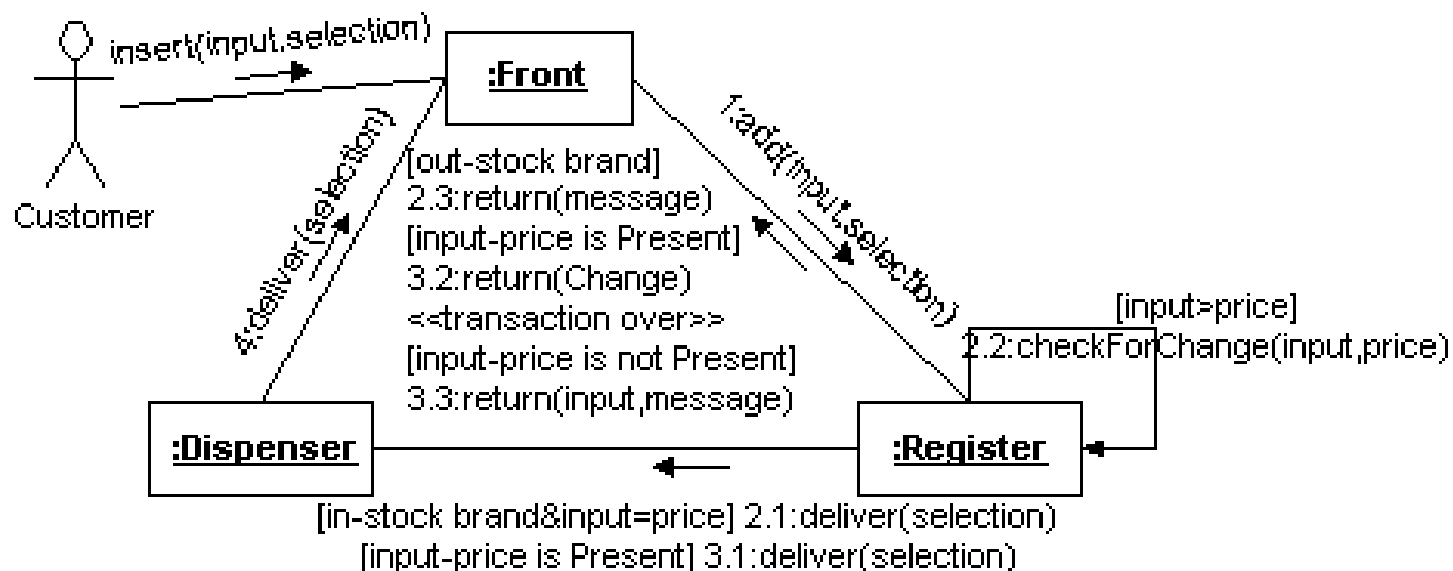 insert(input,selection)
:Front
Customer
4:deliver(selection)
[out-stock brand]
2.3:return(message)
[input-price is Present]
3.2:return(Change)
<<transaction over>>
[input-price is not Present]
3.3:return(input,message)
1:add(input,selection)
[input>price]
2.2:checkForChange(input,price)
:Dispenser
:Register
[in-stock brand&input=price] 2.1:deliver(selection)
[input-price is Present] 3.1:deliver(selection)